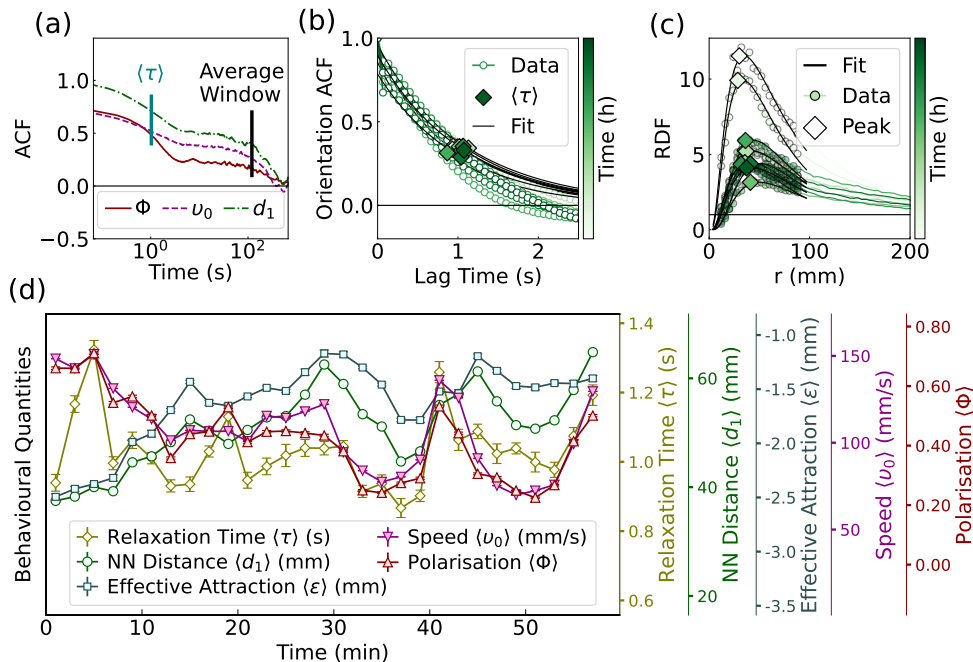 (a)
ACF
1.0
0.5
0.0
−0.5
⟨τ⟩
Average
Window
Φ
υ₀
d₁
10⁰
10²
Time (s)
(b)
Orientation ACF
1.0
0.5
0.0
Data
⟨τ⟩
Fit
0
1
2
Lag Time (s)
Time (h)
(c)
RDF
10
5
0
Fit
Data
Peak
0
100
200
r (mm)
Time (h)
(d)
Behavioural Quantities
Relaxation Time ⟨τ⟩ (s)
NN Distance ⟨d₁⟩ (mm)
Effective Attraction ⟨ε⟩ (mm)
Speed ⟨υ₀⟩ (mm/s)
Polarisation ⟨Φ⟩
0
10
20
30
40
50
Time (min)
1.4
1.2
1.0
0.8
0.6
Relaxation Time ⟨τ⟩ (s)
60
40
20
NN Distance ⟨d₁⟩ (mm)
-1.0
-1.5
-2.0
-2.5
-3.0
-3.5
Effective Attraction ⟨ε⟩ (mm)
150
100
50
Speed ⟨υ₀⟩ (mm/s)
0.80
0.60
0.40
0.20
0.00
Polarisation ⟨Φ⟩